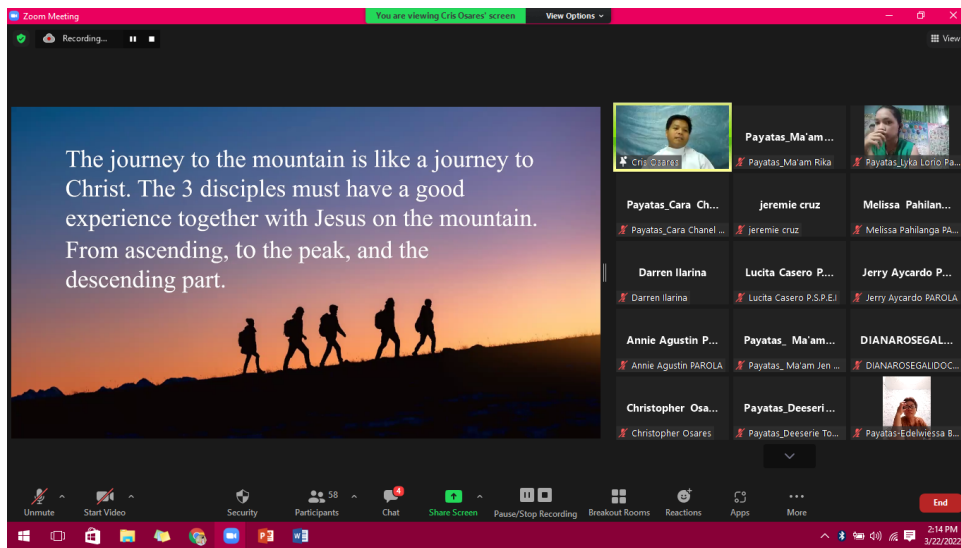 Zoom Meeting
You are viewing Cris Osares' screen
View Options
Recording...
View
The journey to the mountain is like a journey to
Christ. The 3 disciples must have a good
experience together with Jesus on the mountain.
From ascending, to the peak, and the
descending part.
Cris Osares
Payatas_Ma'am...
Payatas_Ma'am Rika
Payatas_Lyka Lorio Pa...
Payatas_Cara Ch...
Payatas_Cara Chanel ...
jeremie cruz
jeremie cruz
Melissa Pahilan...
Melissa Pahilanga PA...
Darren Ilarina
Darren Ilarina
Lucita Casero P....
Lucita Casero P.S.P.E.I
Jerry Aycardo P...
Jerry Aycardo PAROLA
Annie Agustin P...
Annie Agustin PAROLA
Payatas_ Ma'am...
Payatas_ Ma'am Jen ...
DIANAROSEGAL...
DIANAROSEGALIDOC...
Christopher Osa...
Christopher Osares
Payatas_Deeseri...
Payatas_Deeserie To...
Payatas-Edelwiessa B...
Unmute
Start Video
Security
58
Participants
4
Chat
Share Screen
Pause/Stop Recording
Breakout Rooms
Reactions
Apps
More
End
2:14 PM
3/22/2022